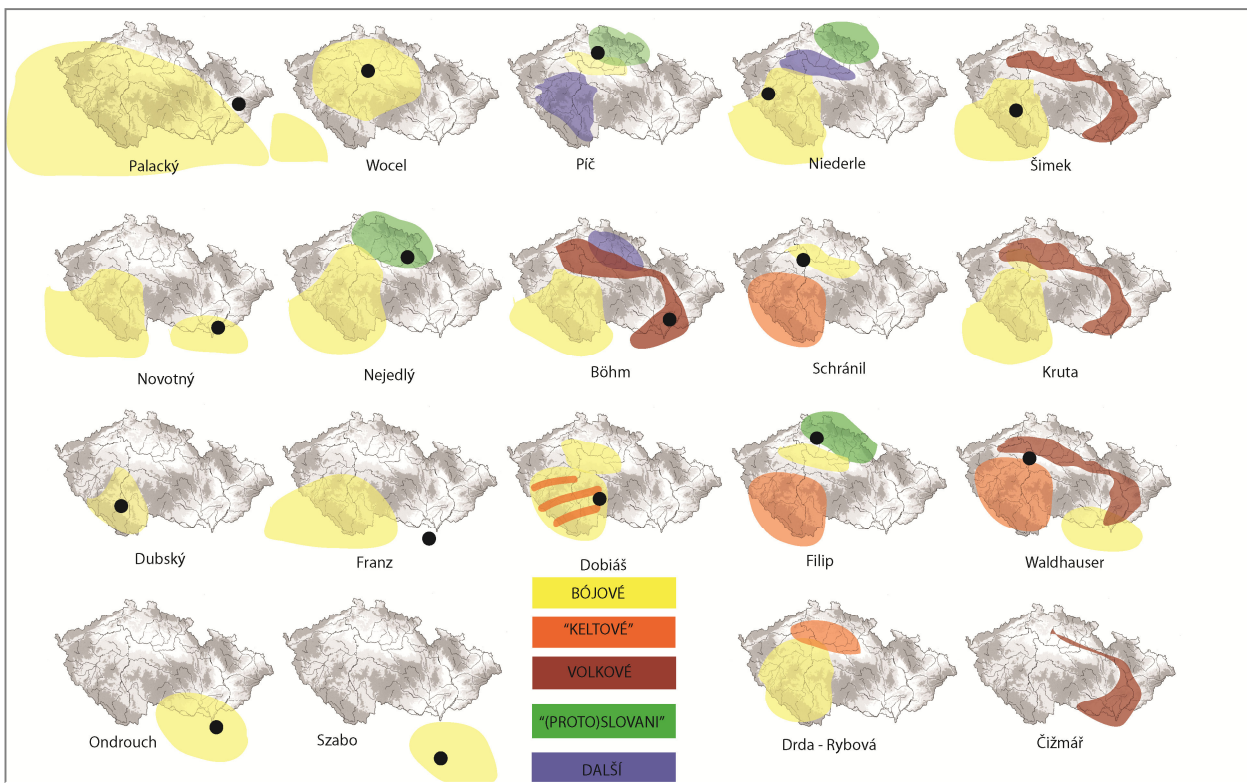 Palacký
Wocel
Píč
Niederle
Šimek
Novotný
Nejedlý
Böhm
Schránil
Kruta
Dubský
Franz
Dobiáš
Filip
Waldhauser
BÓJOVÉ
“KELTOVÉ”
VOLKOVÉ
“(PROTO)SLOVANI”
DALŠÍ
Ondrouch
Szabo
Drda - Rybová
Čižmář